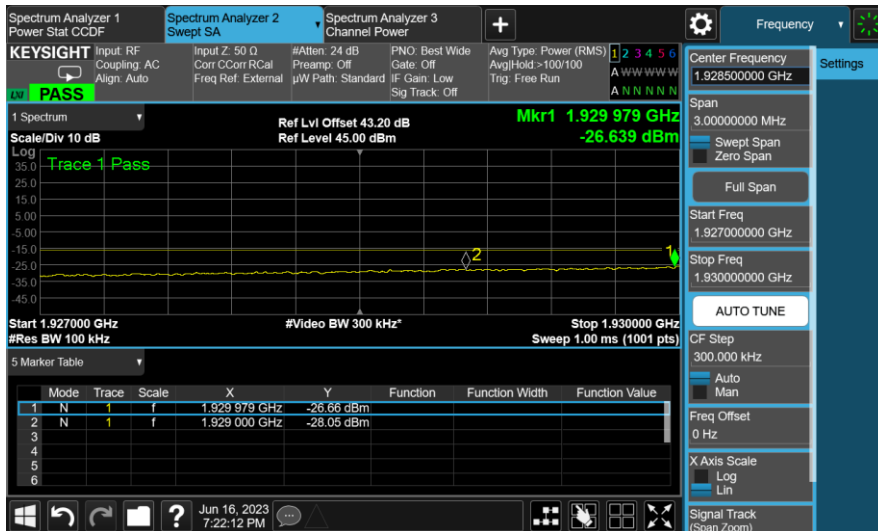 Spectrum Analyzer 1
Power Stat CCDF
Spectrum Analyzer 2
Swept SA
Spectrum Analyzer 3
Channel Power
Frequency
KEYSIGHT
Input: RF
Coupling: AC
Align: Auto
LXI PASS
Input Z: 50 Ω
Corr CCorr RCal
Freq Ref: External
#Atten: 24 dB
Preamp: Off
µW Path: Standard
PNO: Best Wide
Gate: Off
IF Gain: Low
Sig Track: Off
Avg Type: Power (RMS)
Avg|Hold:>100/100
Trig: Free Run
1 2 3 4 5 6
A W W W W W
A N N N N N
1 Spectrum
Scale/Div 10 dB
Ref Lvl Offset 43.20 dB
Ref Level 45.00 dBm
Mkr1 1.929 979 GHz
-26.639 dBm
Log
Trace 1 Pass
35.0
25.0
15.0
5.00
-5.00
-15.0
-25.0
-35.0
-45.0
2
1
Start 1.927000 GHz
#Res BW 100 kHz
#Video BW 300 kHz*
Stop 1.930000 GHz
Sweep 1.00 ms (1001 pts)
5 Marker Table
Mode Trace Scale X Y Function Function Width Function Value
1 N 1 f 1.929 979 GHz -26.66 dBm
2 N 1 f 1.929 000 GHz -28.05 dBm
3
4
5
6
Jun 16, 2023
7:22:12 PM
Center Frequency
1.928500000 GHz
Settings
Span
3.00000000 MHz
Swept Span
Zero Span
Full Span
Start Freq
1.927000000 GHz
Stop Freq
1.930000000 GHz
AUTO TUNE
CF Step
300.000 kHz
Auto
Man
Freq Offset
0 Hz
X Axis Scale
Log
Lin
Signal Track
(Span Zoom)